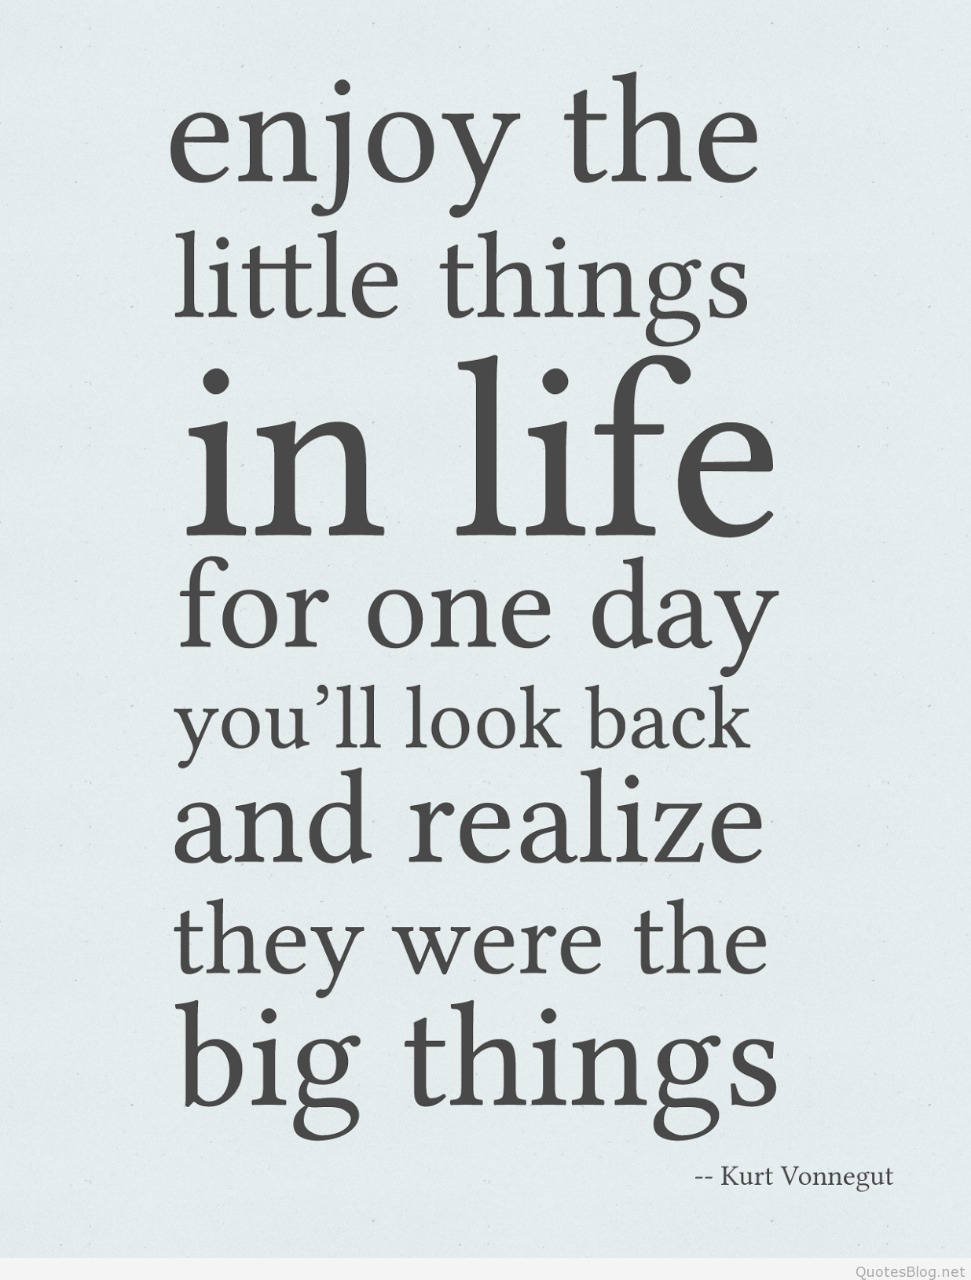 enjoy the
little things
in life
for one day
you’ll look back
and realize
they were the
big things
-- Kurt Vonnegut
QuotesBlog.net